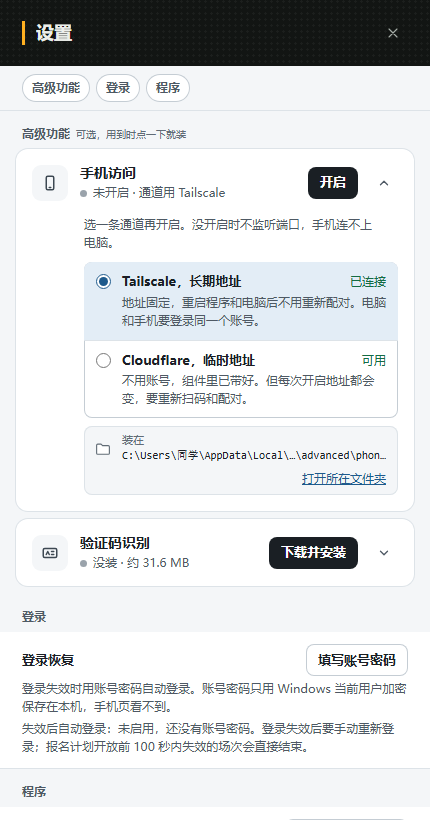 设置
高级功能 登录 程序
高级功能 可选，用到时点一下就装
手机访问
未开启 · 通道用 Tailscale
开启
选一条通道再开启。没开启时不监听端口，手机连不上
电脑。
Tailscale，长期地址 已连接
地址固定，重启程序和电脑后不用重新配对。电脑
和手机要登录同一个账号。
Cloudflare，临时地址 可用
不用账号，组件里已带好。但每次开启地址都会
变，要重新扫码和配对。
装在
C:\Users\同学\AppData\Local\…\advanced\phon…
打开所在文件夹
验证码识别
没装 · 约 31.6 MB
下载并安装
登录
登录恢复
填写账号密码
登录失效时用账号密码自动登录。账号密码只用 Windows 当前用户加密
保存在本机，手机页看不到。
失效后自动登录：未启用，还没有账号密码。登录失效后要手动重新登
录；报名计划开放前 100 秒内失效的场次会直接结束。
程序